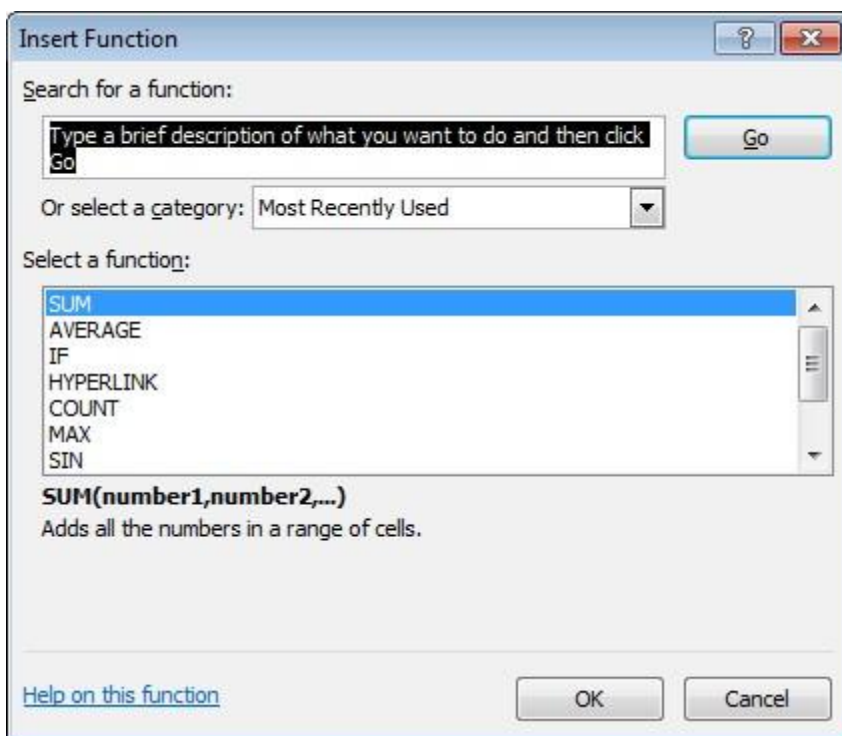 Insert Function
Search for a function:
Type a brief description of what you want to do and then click
Go
Go
Or select a category: Most Recently Used
Select a function:
SUM
AVERAGE
IF
HYPERLINK
COUNT
MAX
SIN
SUM(number1,number2,...)
Adds all the numbers in a range of cells.
Help on this function
OK
Cancel